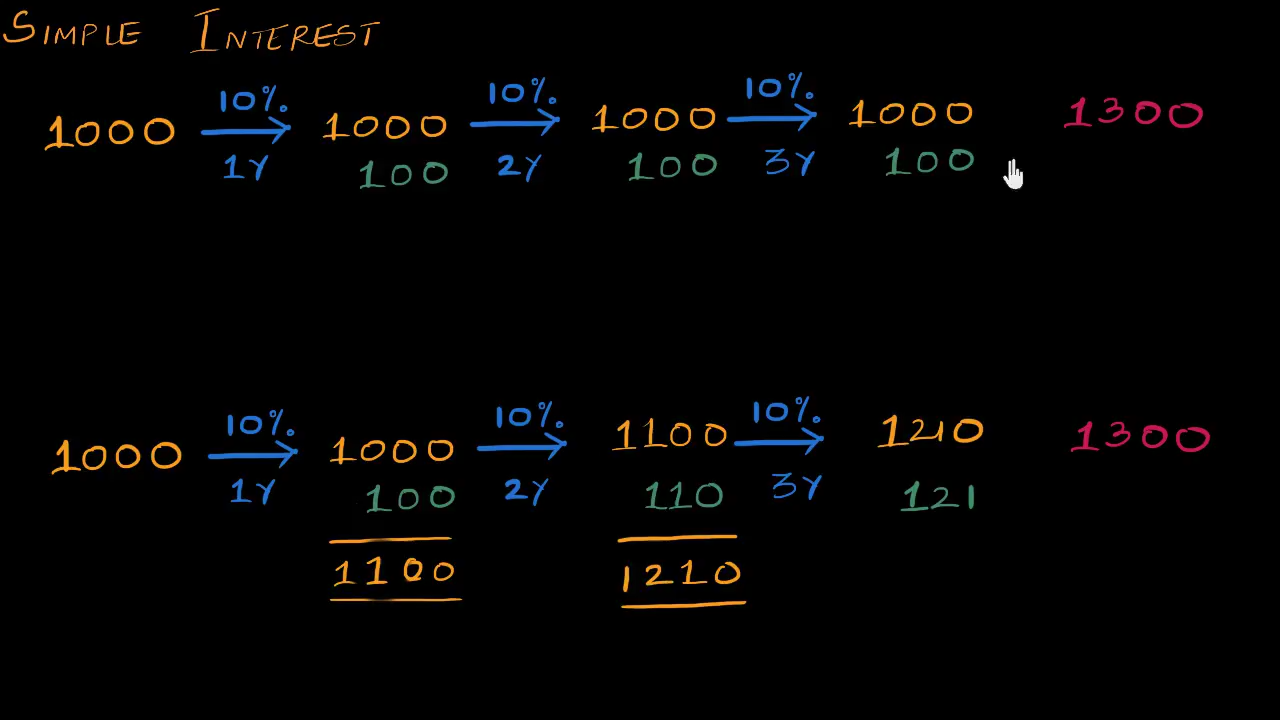 SIMPLE INTEREST
10% 10% 10%
1000 1000 1000 1000 1300
1Y 100 2Y 100 3Y 100
10% 10% 10%
1000 1000 1100 1210 1300
1Y 100 2Y 110 3Y 121
1100 1210